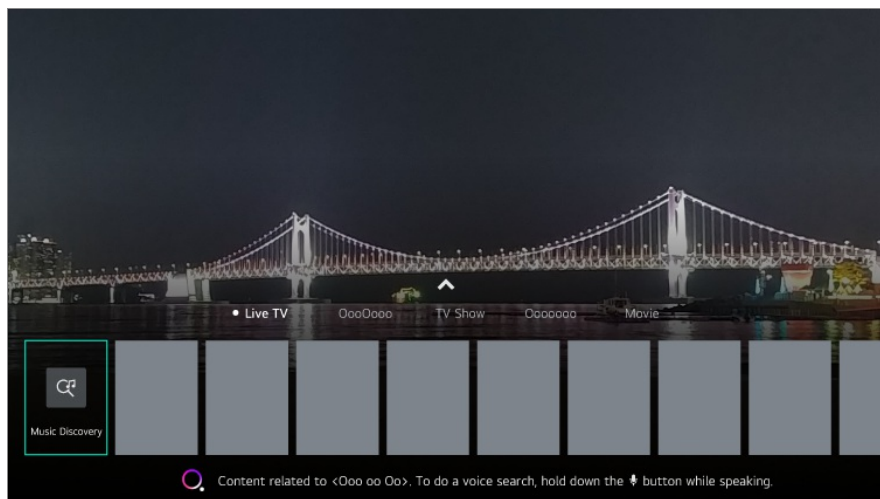 Live TV
OooOooo
TV Show
Ooooooo
Movie
Music Discovery
Content related to <Ooo oo Oo>. To do a voice search, hold down the button while speaking.